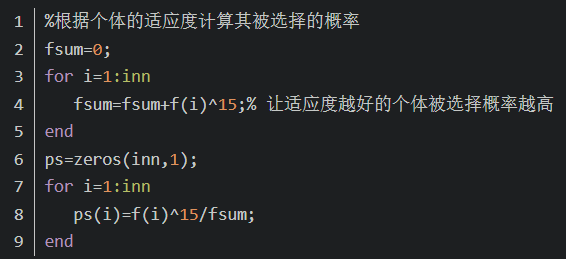 1 %根据个体的适应度计算其被选择的概率
2 fsum=0;
3 for i=1:inn
4 fsum=fsum+f(i)^15;% 让适应度越好的个体被选择概率越高
5 end
6 ps=zeros(inn,1);
7 for i=1:inn
8 ps(i)=f(i)^15/fsum;
9 end